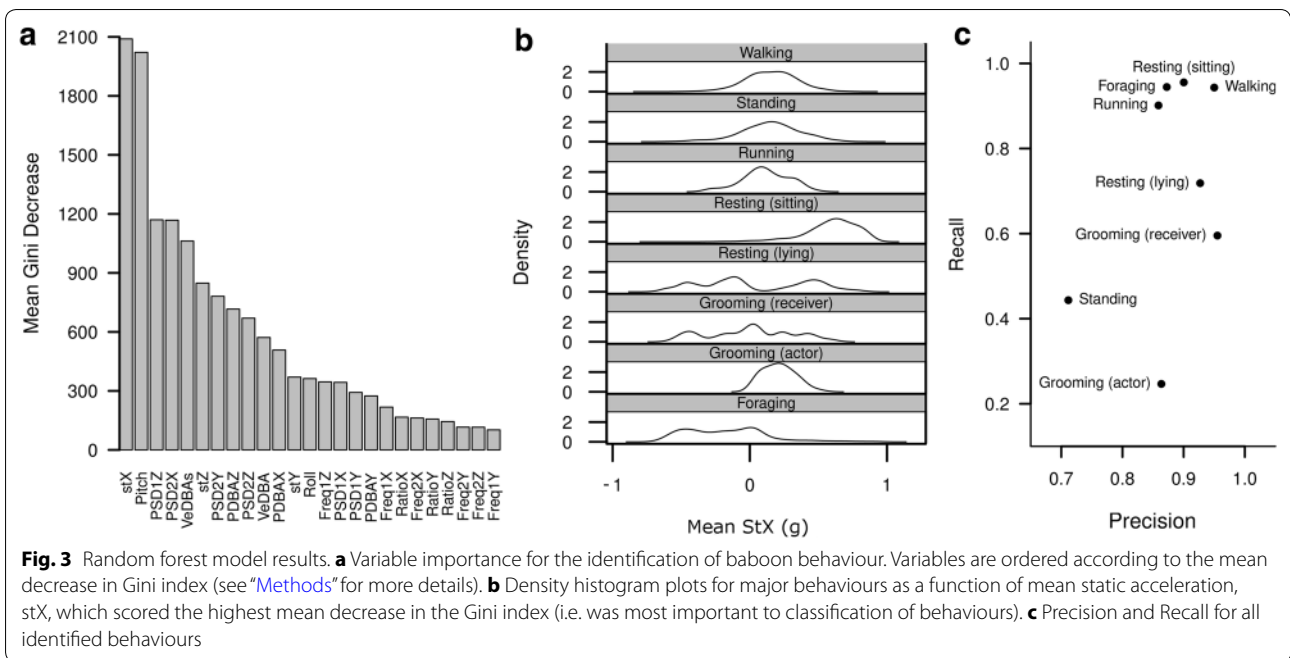 a
2100
1800
1500
1200
900
600
300
0
Mean Gini Decrease
stX
Pitch
PSD1Z
PSD2X
VeDBAs
stZ
PSD2Y
PDBAZ
PSD2Z
VeDBA
PDBAX
stY
Roll
Freq1Z
PSD1X
PSD1Y
PDBAY
Freq1X
RatioX
Freq2X
RatioY
RatioZ
Freq2Y
Freq2Z
Freq1Y
b
Density
Walking
2
0
Standing
2
0
Running
2
0
Resting (sitting)
2
0
Resting (lying)
2
0
Grooming (receiver)
2
0
Grooming (actor)
2
0
Foraging
2
0
-1 0 1
Mean StX (g)
c
Recall
1.0
0.8
0.6
0.4
0.2
Resting (sitting)
Foraging
Walking
Running
Resting (lying)
Grooming (receiver)
Standing
Grooming (actor)
0.7 0.8 0.9 1.0
Precision
Fig. 3 Random forest model results. a Variable importance for the identification of baboon behaviour. Variables are ordered according to the mean
decrease in Gini index (see “Methods” for more details). b Density histogram plots for major behaviours as a function of mean static acceleration,
stX, which scored the highest mean decrease in the Gini index (i.e. was most important to classification of behaviours). c Precision and Recall for all
identified behaviours